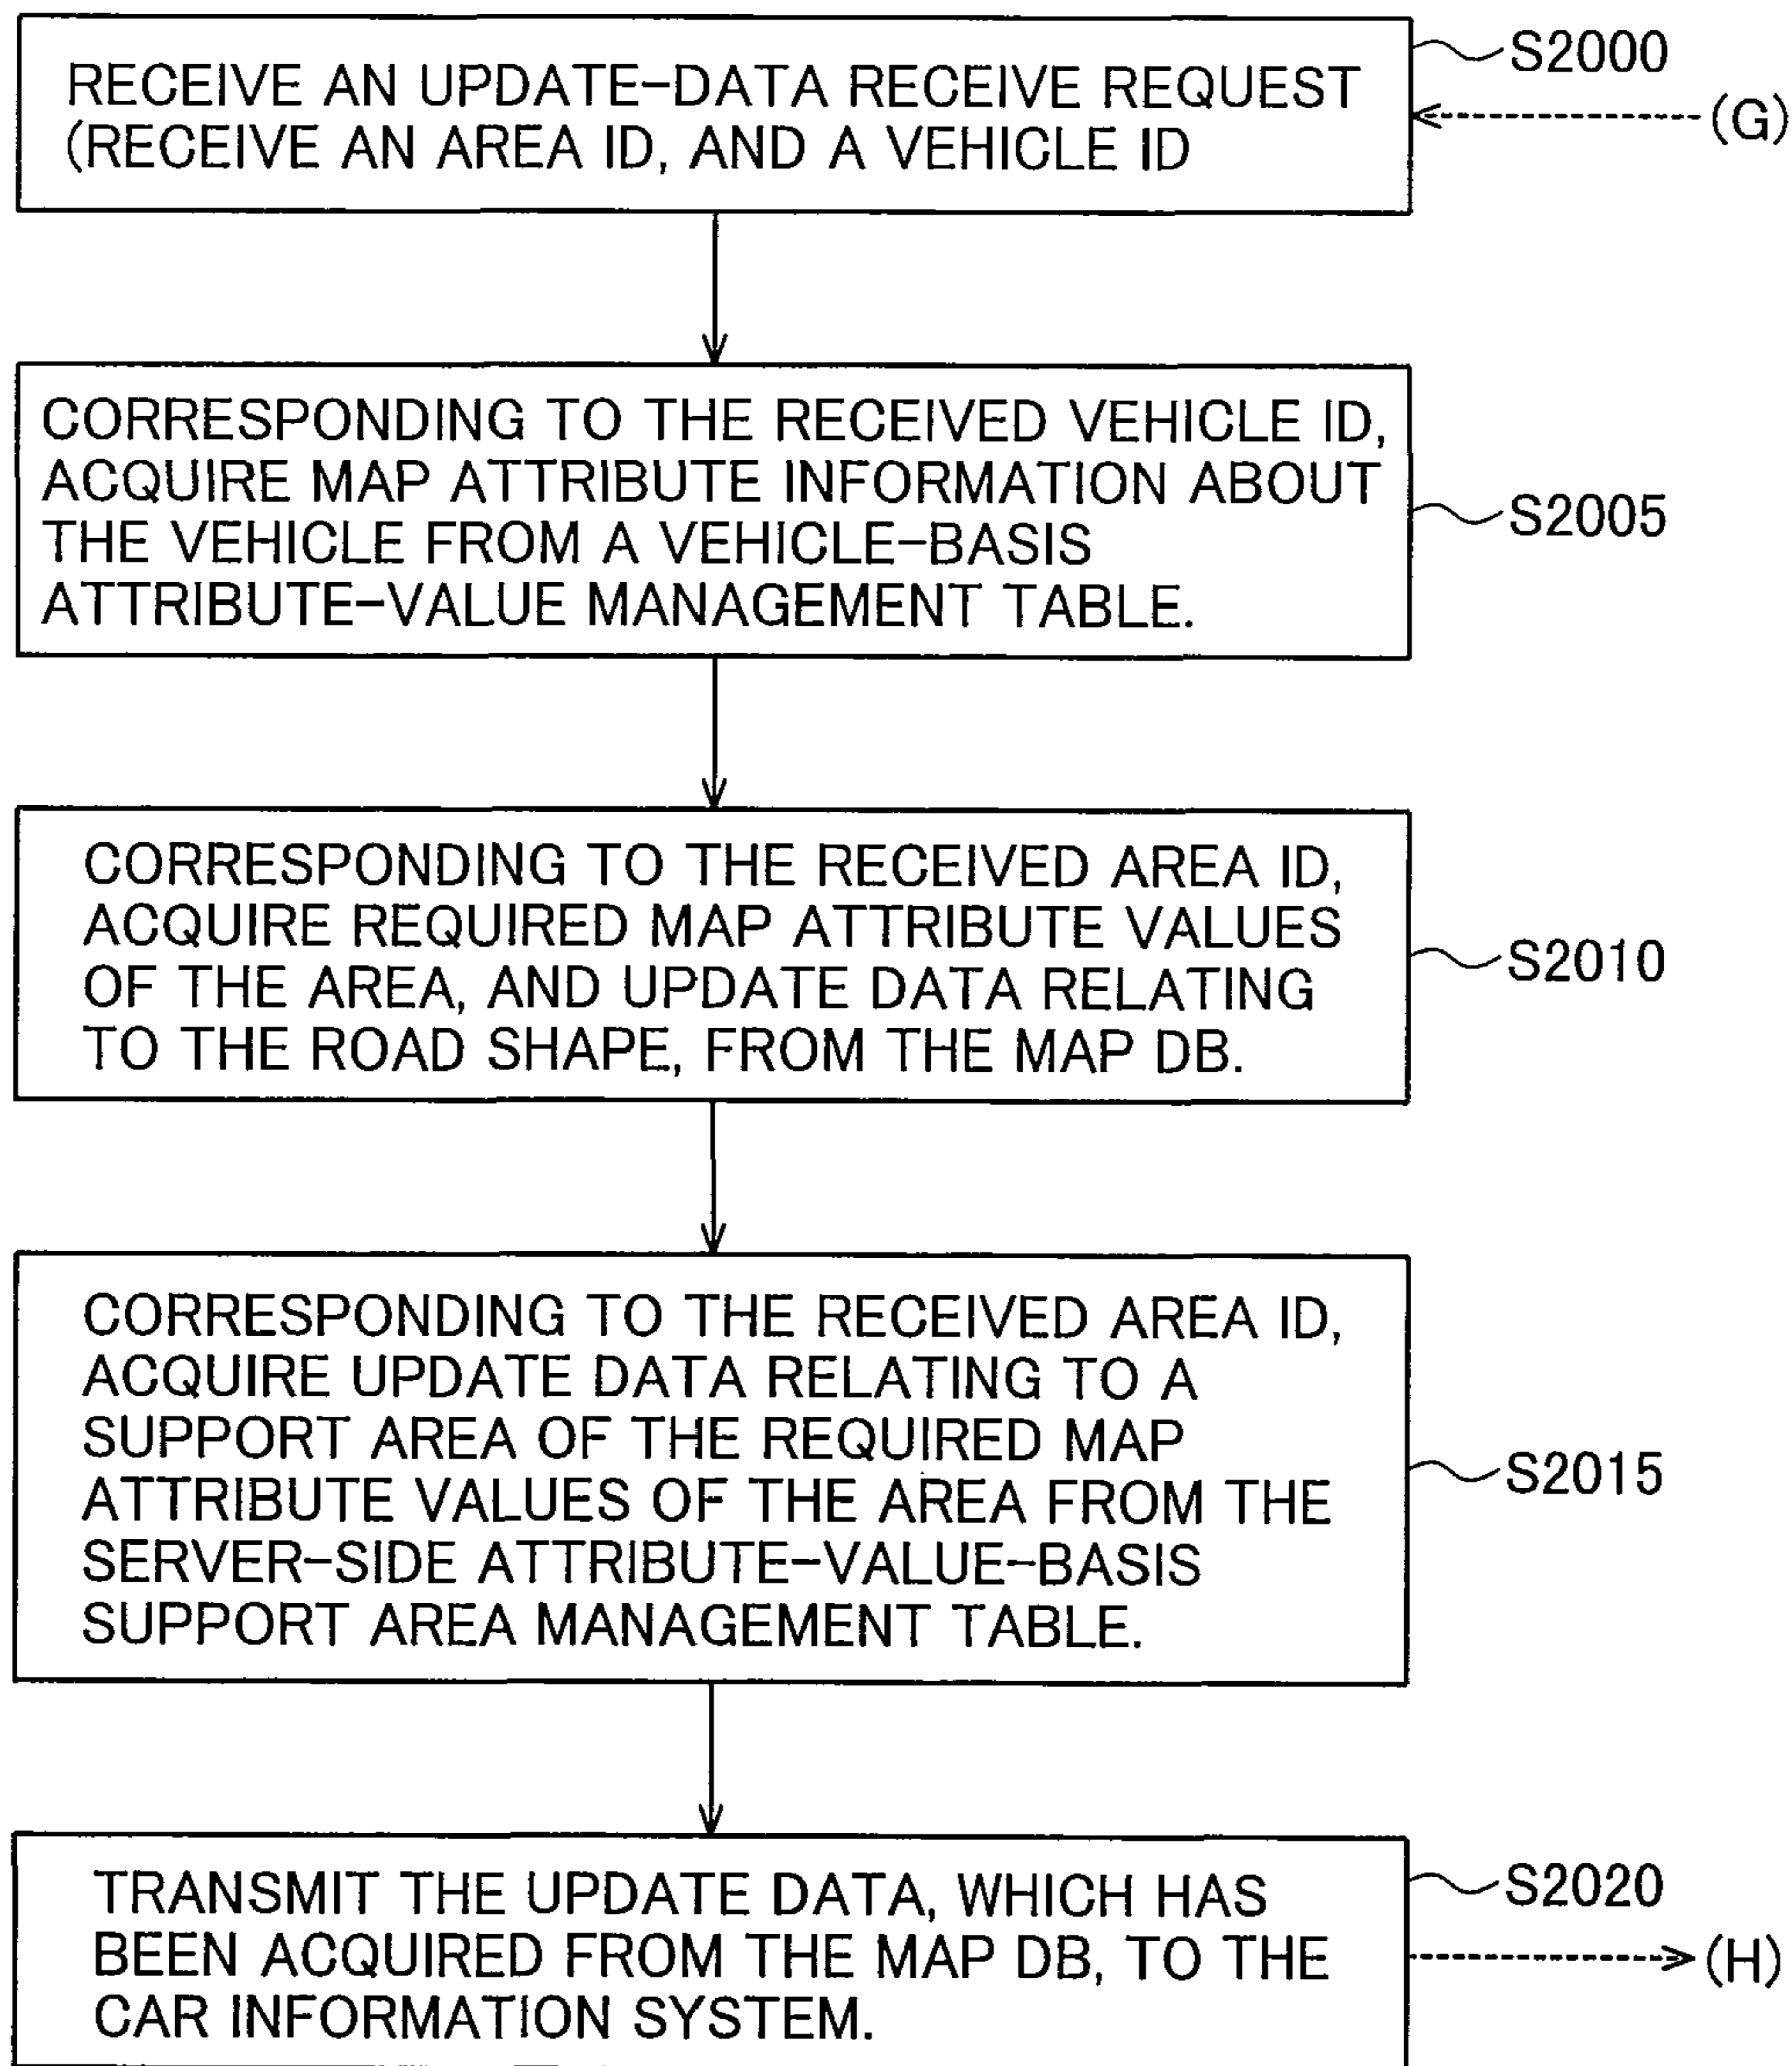 RECEIVE AN UPDATE-DATA RECEIVE REQUEST
(RECEIVE AN AREA ID, AND A VEHICLE ID
S2000
(G)
CORRESPONDING TO THE RECEIVED VEHICLE ID,
ACQUIRE MAP ATTRIBUTE INFORMATION ABOUT
THE VEHICLE FROM A VEHICLE-BASIS
ATTRIBUTE-VALUE MANAGEMENT TABLE.
S2005
CORRESPONDING TO THE RECEIVED AREA ID,
ACQUIRE REQUIRED MAP ATTRIBUTE VALUES
OF THE AREA, AND UPDATE DATA RELATING
TO THE ROAD SHAPE, FROM THE MAP DB.
S2010
CORRESPONDING TO THE RECEIVED AREA ID,
ACQUIRE UPDATE DATA RELATING TO A
SUPPORT AREA OF THE REQUIRED MAP
ATTRIBUTE VALUES OF THE AREA FROM THE
SERVER-SIDE ATTRIBUTE-VALUE-BASIS
SUPPORT AREA MANAGEMENT TABLE.
S2015
TRANSMIT THE UPDATE DATA, WHICH HAS
BEEN ACQUIRED FROM THE MAP DB, TO THE
CAR INFORMATION SYSTEM.
S2020
(H)